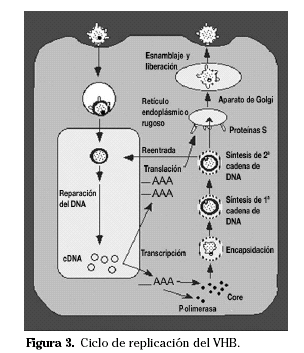 Esnamblaje y
liberación
Aparato de Golgi
Retículo
endoplásmico
rugoso
Proteínas S
Reentrada
Translación
AAA
AAA
Síntesis de 2ª
cadena de
DNA
Reparación
del DNA
Síntesis de 1ª
cadena de
DNA
cDNA
Transcripción
Encapsidación
AAA
Core
Polimerasa
Figura 3. Ciclo de replicación del VHB.